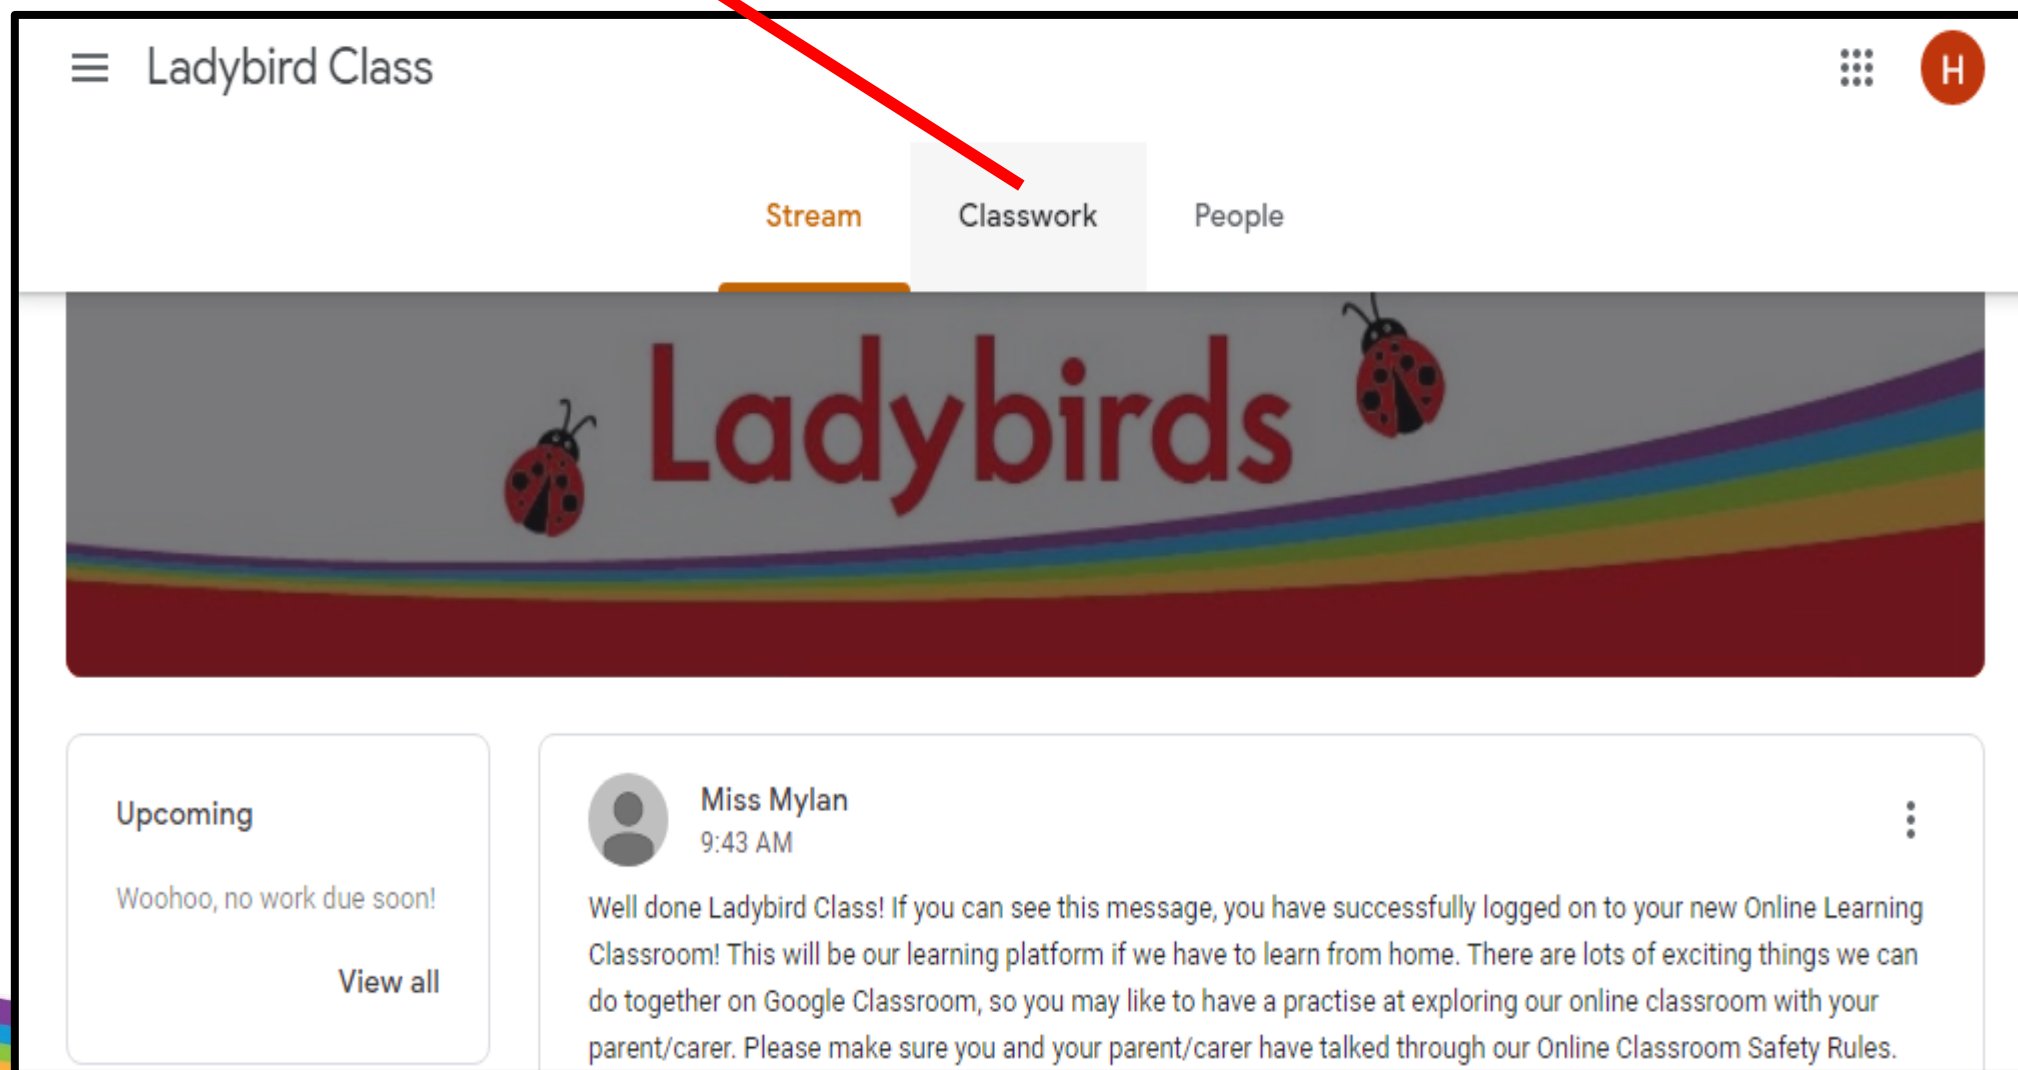 Ladybird Class
H
Stream Classwork People
Ladybirds
Upcoming
Woohoo, no work due soon!
View all
Miss Mylan
9:43 AM
Well done Ladybird Class! If you can see this message, you have successfully logged on to your new Online Learning
Classroom! This will be our learning platform if we have to learn from home. There are lots of exciting things we can
do together on Google Classroom, so you may like to have a practise at exploring our online classroom with your
parent/carer. Please make sure you and your parent/carer have talked through our Online Classroom Safety Rules.